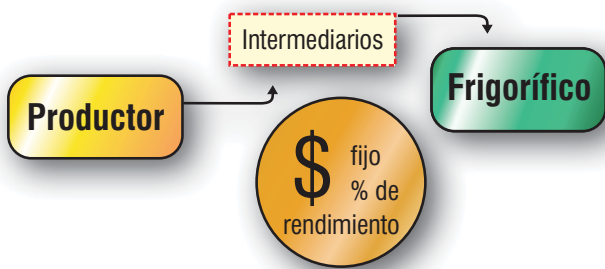 Intermediarios
Productor
Frigorífico
$ fijo
% de
rendimiento